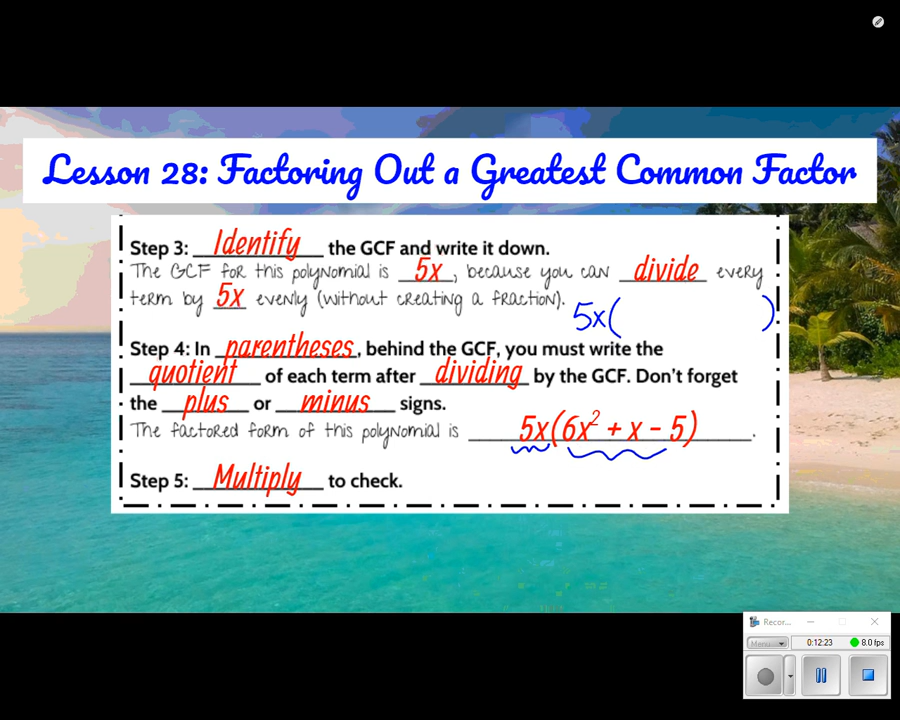 Lesson 28: Factoring Out a Greatest Common Factor
Step 3: Identify the GCF and write it down.
The GCF for this polynomial is 5x, because you can divide every
term by 5x evenly (without creating a fraction).
5x( )
Step 4: In parentheses, behind the GCF, you must write the
quotient of each term after dividing by the GCF. Don't forget
the plus or minus signs.
The factored form of this polynomial is 5x(6x² + x - 5).
Step 5: Multiply to check.
Recor...
Menu... 0:12:23 8.0 fps